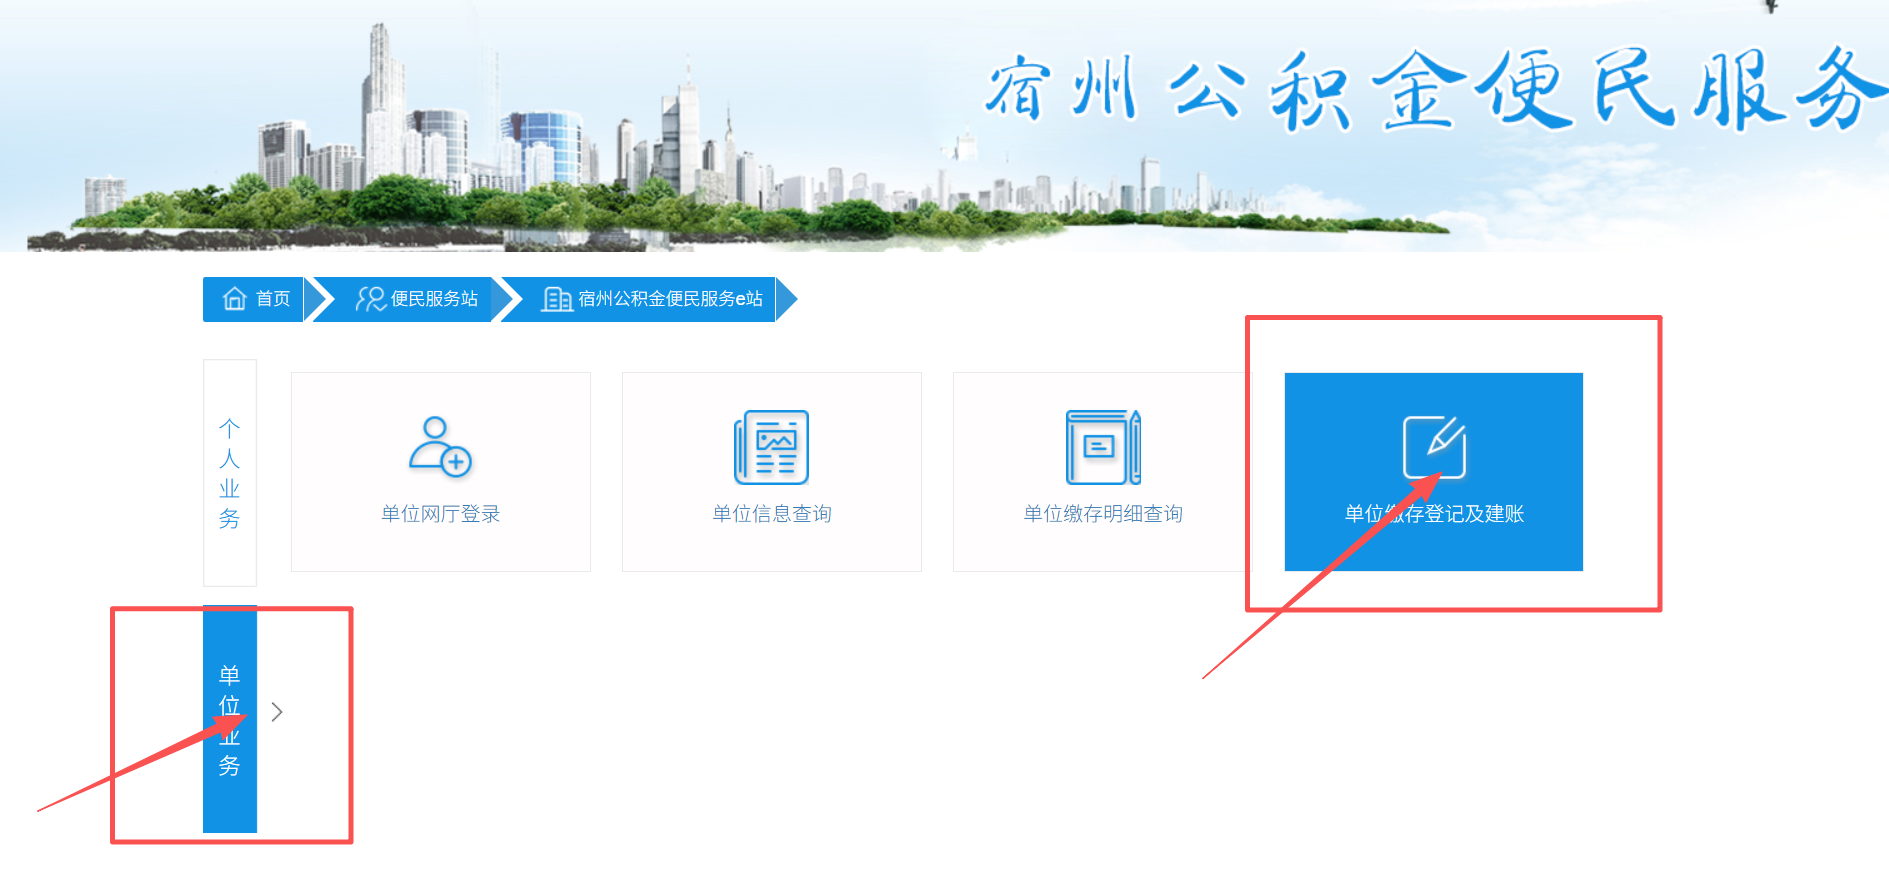 宿州公积金便民服务
首页
便民服务站
宿州公积金便民服务e站
个人业务
单位网厅登录
单位信息查询
单位缴存明细查询
单位缴存登记及建账
单位业务